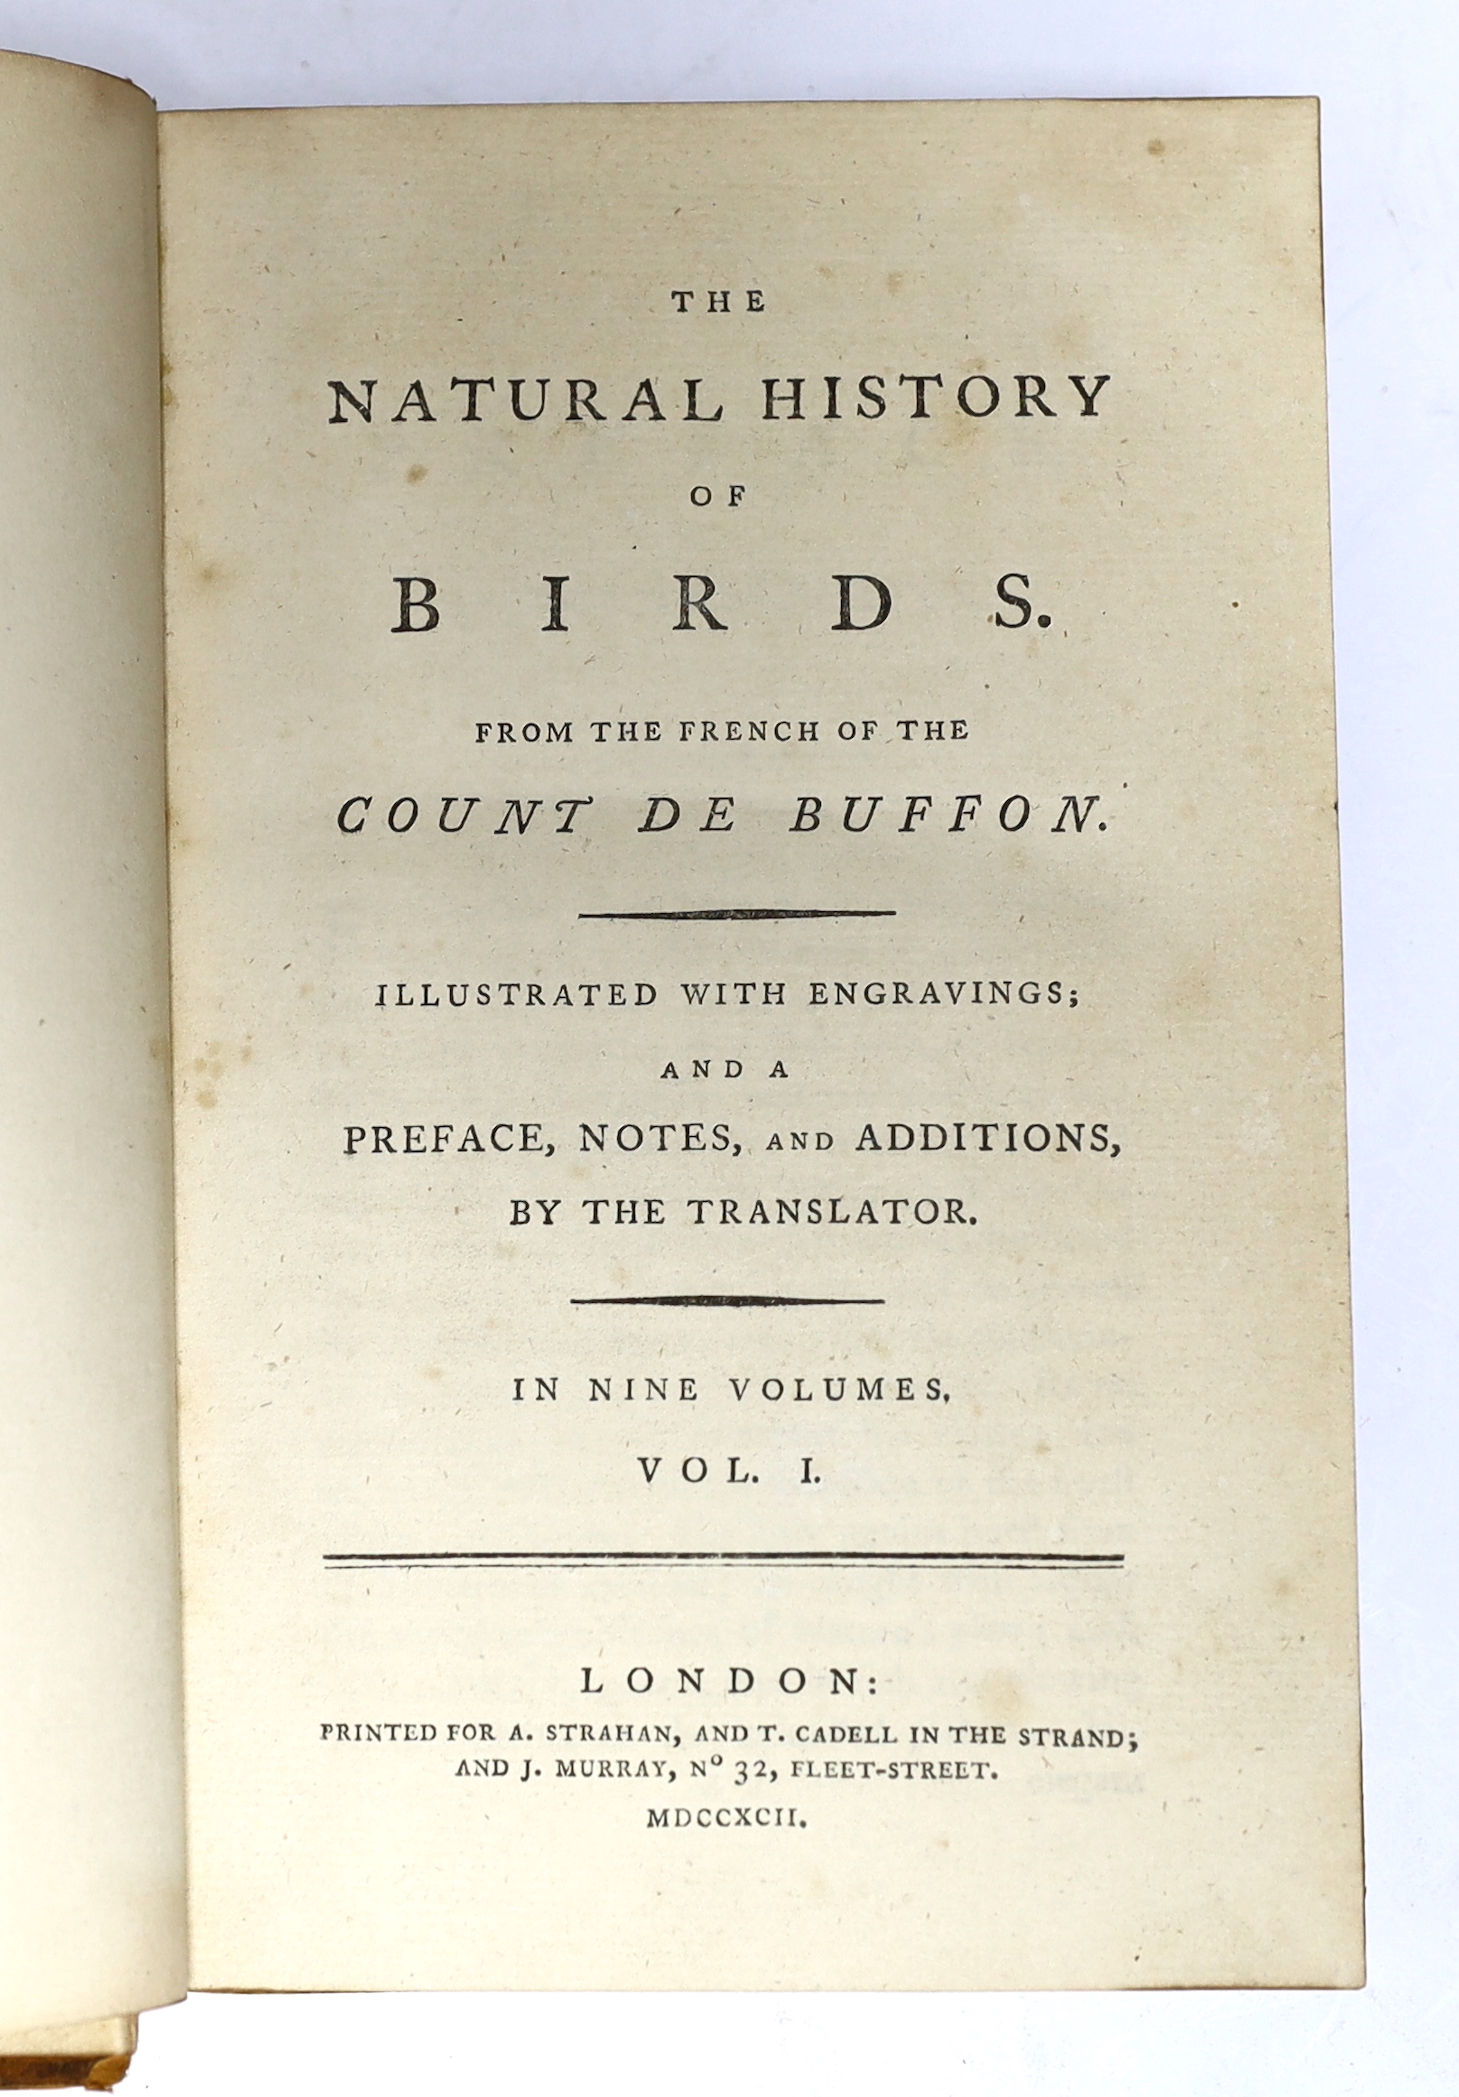 THE
NATURAL HISTORY
OF
BIRDS.
FROM THE FRENCH OF THE
COUNT DE BUFFON.
ILLUSTRATED WITH ENGRAVINGS;
AND A
PREFACE, NOTES, AND ADDITIONS,
BY THE TRANSLATOR.
IN NINE VOLUMES.
VOL. I.
LONDON:
PRINTED FOR A. STRAHAN, AND T. CADELL IN THE STRAND;
AND J. MURRAY, Nº 32, FLEET-STREET.
MDCCXCII.